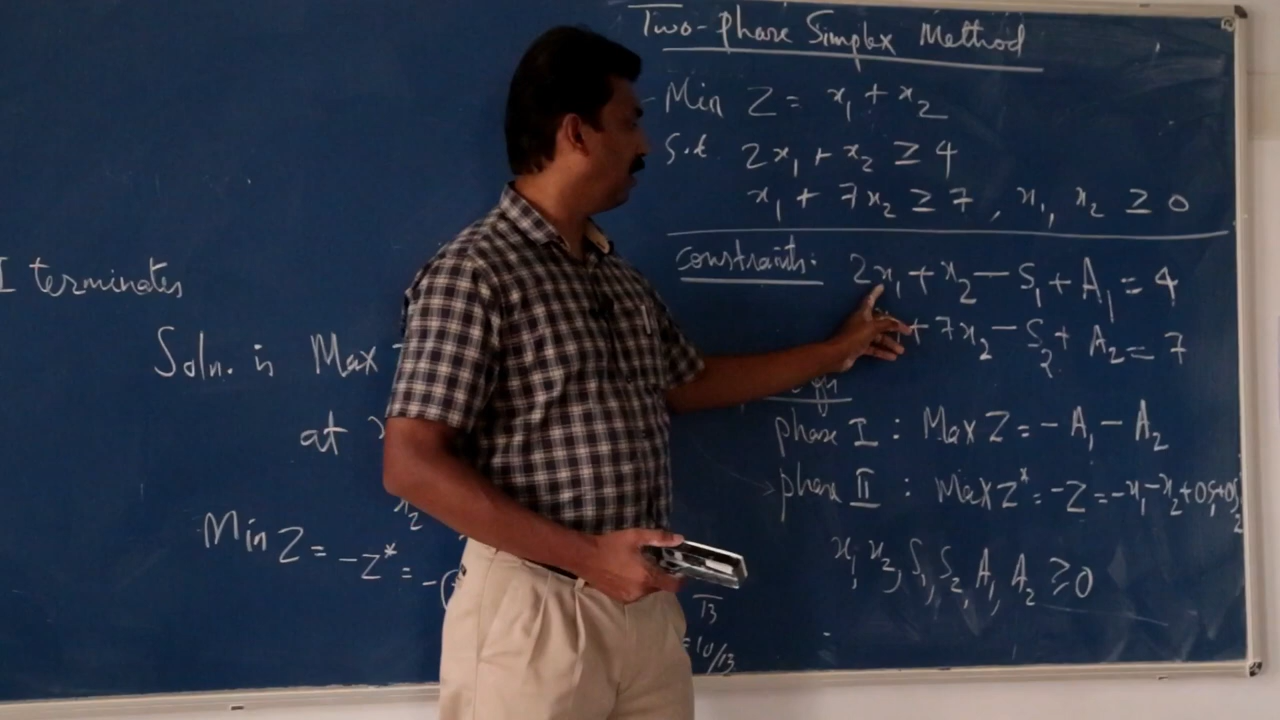 Two-phase Simplex Method
Min Z = x₁ + x₂
S.t. 2x₁ + x₂ ≥ 4
x₁ + 7x₂ ≥ 7, x₁, x₂ ≥ 0
constraints: 2x₁ + x₂ - S₁ + A₁ = 4
+ 7x₂ - S₂ + A₂ = 7
phase I : Max Z = - A₁ - A₂
phase II : Max Z* = -Z = -x₁ - x₂ + 0S₁ + 0S₂
x₁, x₂, S₁, S₂, A₁, A₂ ≥ 0
I terminates
Soln. is Max
at
x₂
Min Z = -Z* = -(
13
= 10/13